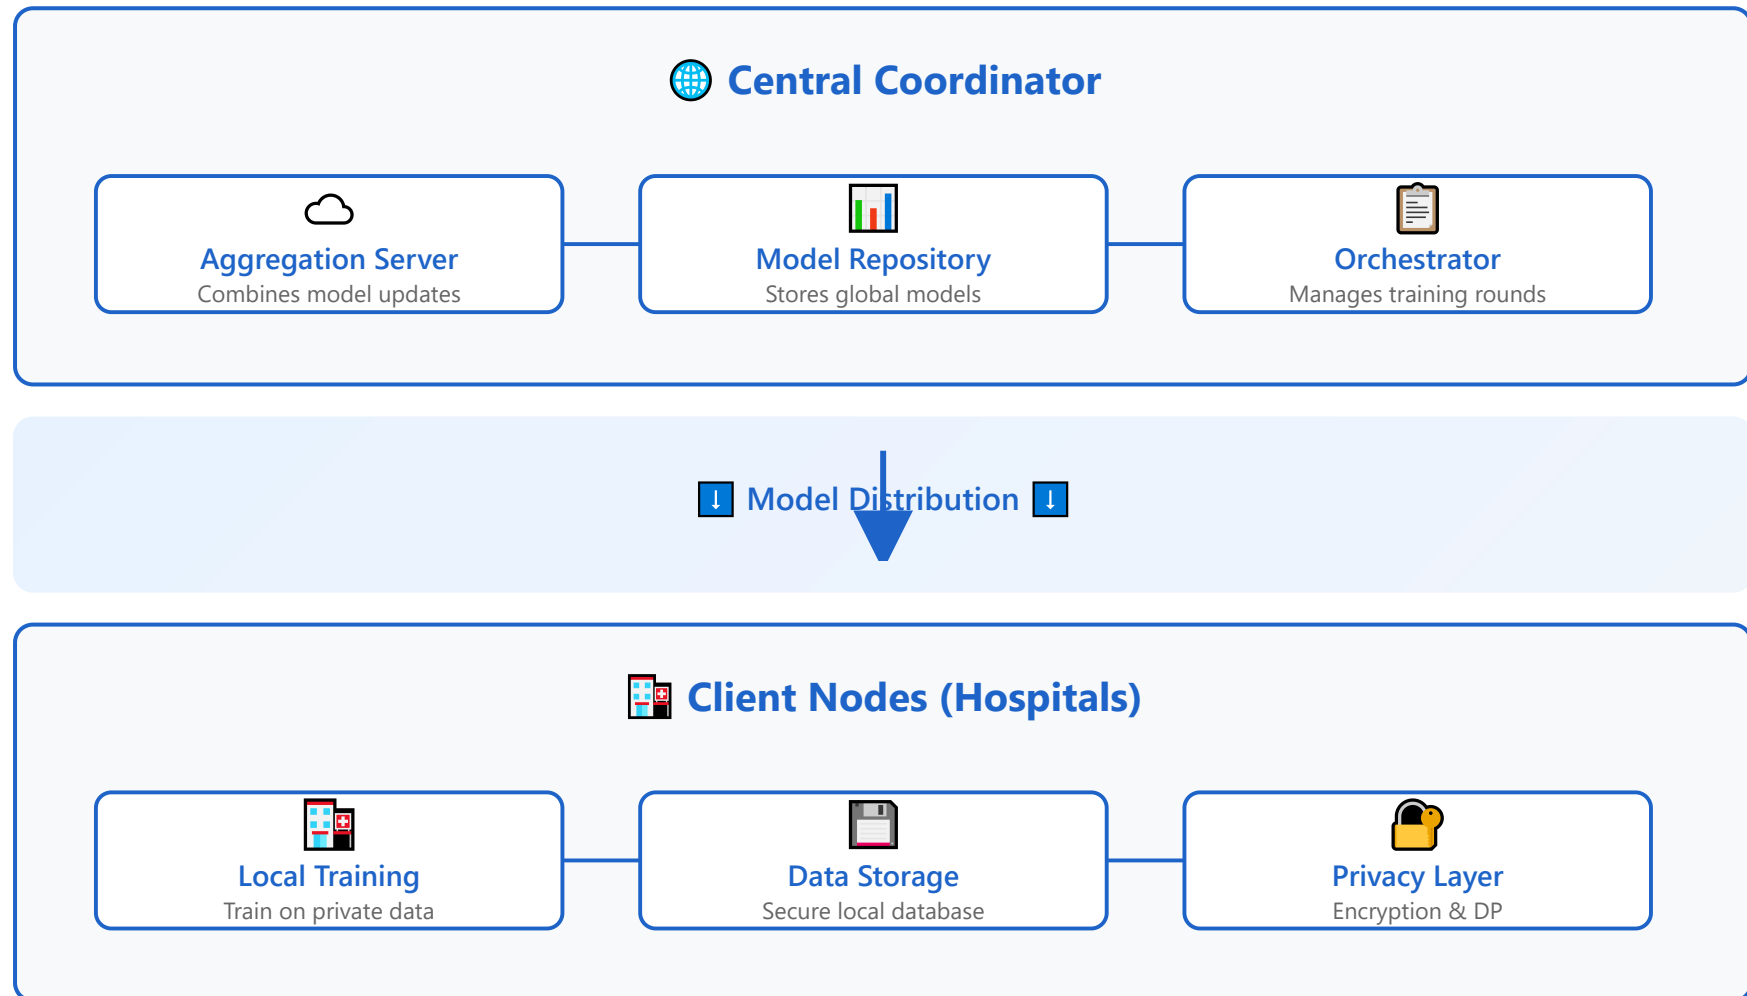 Central Coordinator
Aggregation Server
Combines model updates
Model Repository
Stores global models
Orchestrator
Manages training rounds
Model Distribution
Client Nodes (Hospitals)
Local Training
Train on private data
Data Storage
Secure local database
Privacy Layer
Encryption & DP